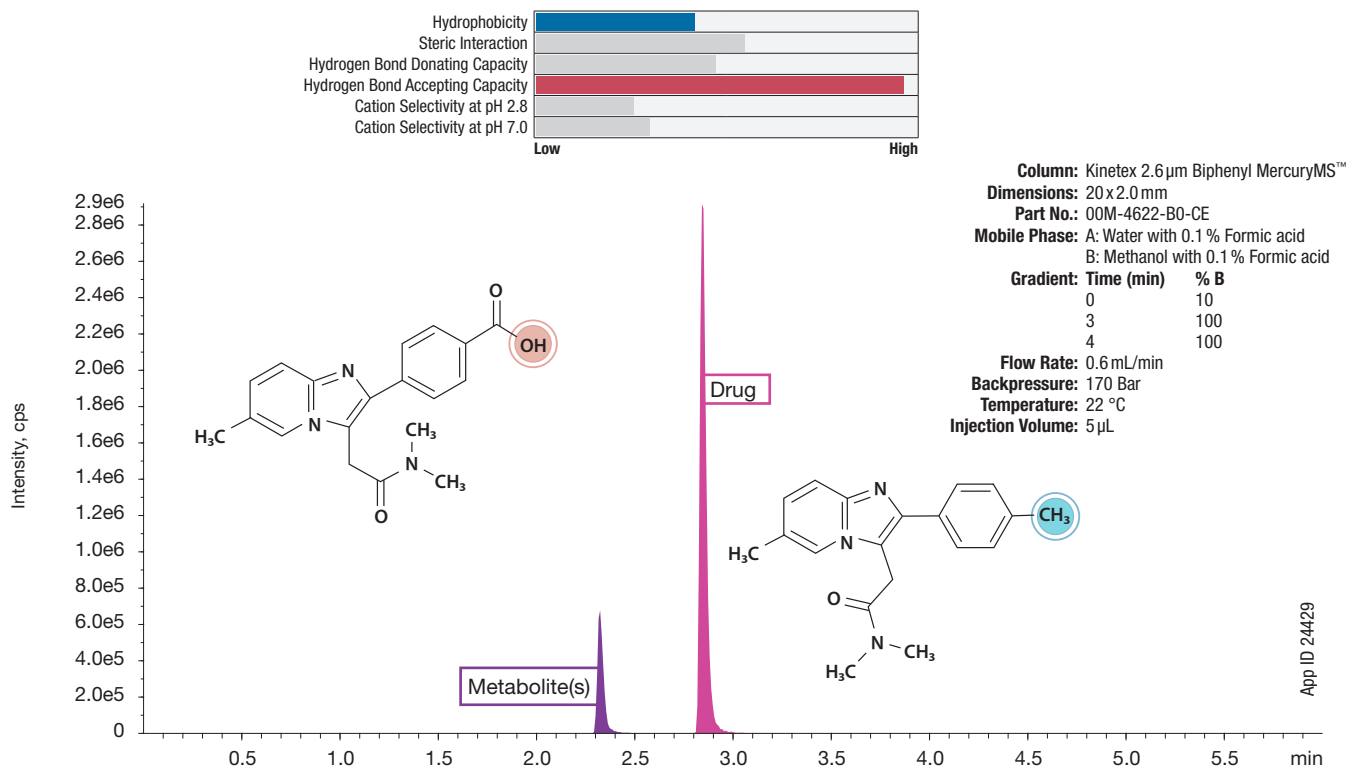 Hydrophobicity
Steric Interaction
Hydrogen Bond Donating Capacity
Hydrogen Bond Accepting Capacity
Cation Selectivity at pH 2.8
Cation Selectivity at pH 7.0
Low High
Column: Kinetex 2.6 µm Biphenyl MercuryMS™
Dimensions: 20 x 2.0 mm
Part No.: 00M-4622-B0-CE
Mobile Phase: A: Water with 0.1 % Formic acid
B: Methanol with 0.1 % Formic acid
Gradient: Time (min) % B
0 10
3 100
4 100
Flow Rate: 0.6 mL/min
Backpressure: 170 Bar
Temperature: 22 °C
Injection Volume: 5 µL
Intensity, cps
2.9e6
2.8e6
2.6e6
2.4e6
2.2e6
2.0e6
1.8e6
1.6e6
1.4e6
1.2e6
1.0e6
8.0e5
6.0e5
4.0e5
2.0e5
0
O
OH
N
N
H₃C
CH₃
N
CH₃
O
Drug
N
CH₃
N
H₃C
O
N
CH₃
H₃C
Metabolite(s)
0.5 1.0 1.5 2.0 2.5 3.0 3.5 4.0 4.5 5.0 5.5 min
App ID 24429